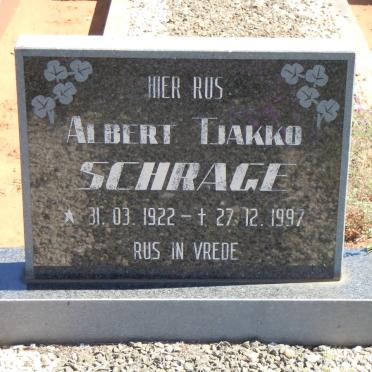 HIER RUS
ALBERT TJAKKO
SCHRAGE
★ 31. 03. 1922 – † 27. 12. 1997
RUS IN VREDE